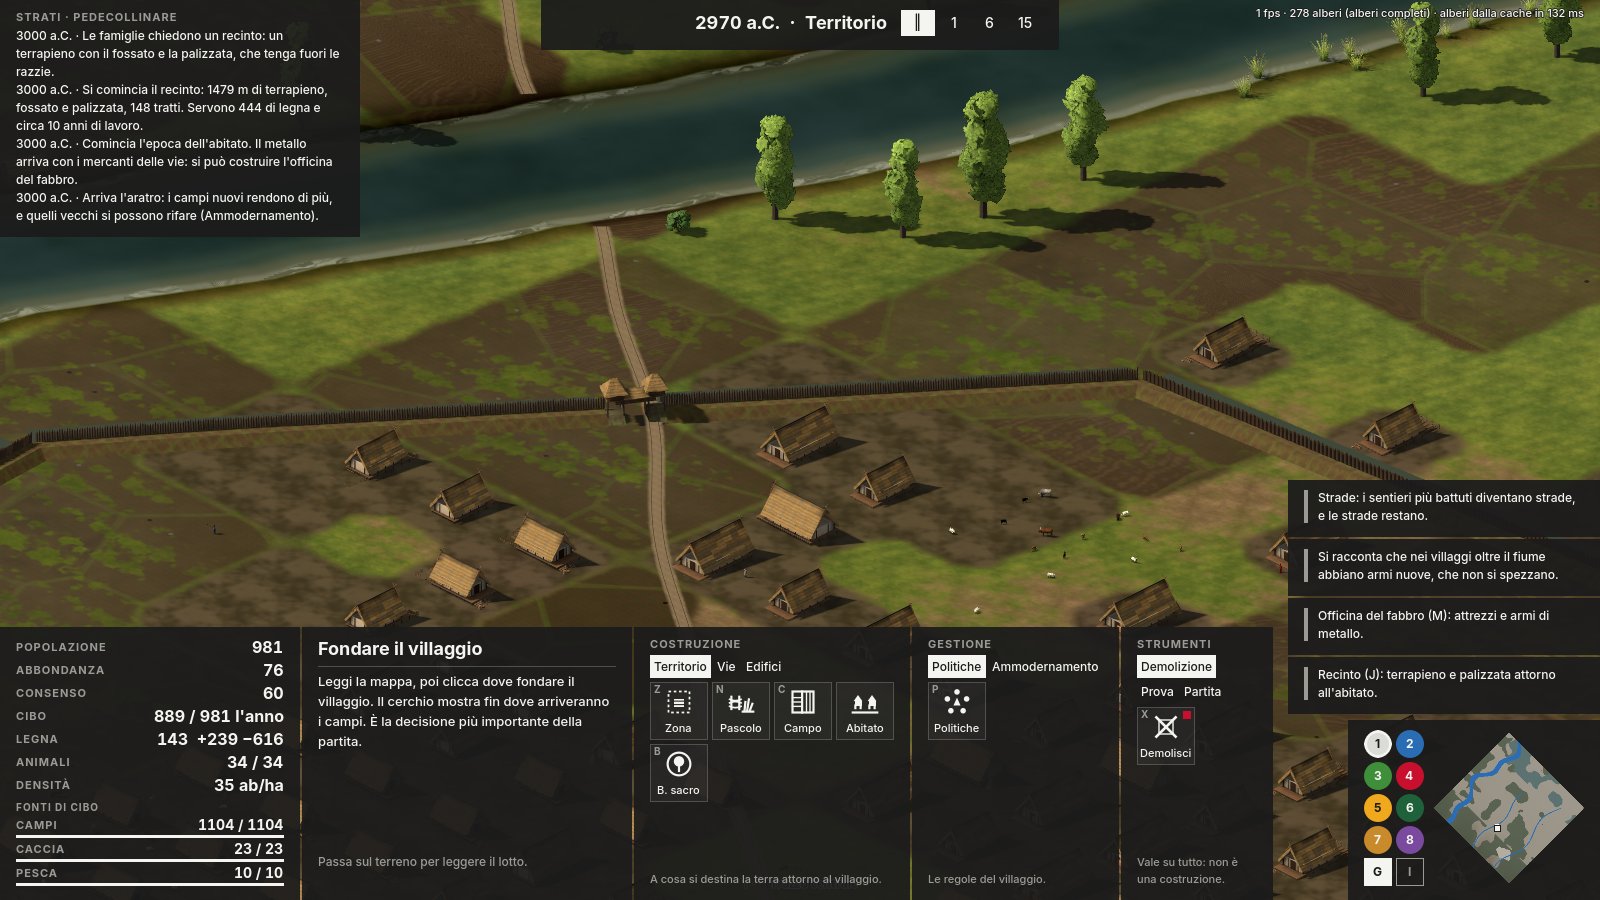 STRATI · PEDECOLLINARE
3000 a.C. · Le famiglie chiedono un recinto: un
terrapieno con il fossato e la palizzata, che tenga fuori le
razzie.
3000 a.C. · Si comincia il recinto: 1479 m di terrapieno,
fossato e palizzata, 148 tratti. Servono 444 di legna e
circa 10 anni di lavoro.
3000 a.C. · Comincia l'epoca dell'abitato. Il metallo
arriva con i mercanti delle vie: si può costruire l'officina
del fabbro.
3000 a.C. · Arriva l'aratro: i campi nuovi rendono di più,
e quelli vecchi si possono rifare (Ammodernamento).
2970 a.C. · Territorio ‖ 1 6 15
1 fps · 278 alberi (alberi completi) · alberi dalla cache in 132 ms
Strade: i sentieri più battuti diventano strade,
e le strade restano.
Si racconta che nei villaggi oltre il fiume
abbiano armi nuove, che non si spezzano.
Officina del fabbro (M): attrezzi e armi di
metallo.
Recinto (J): terrapieno e palizzata attorno
all'abitato.
POPOLAZIONE 981
ABBONDANZA 76
CONSENSO 60
CIBO 889 / 981 l'anno
LEGNA 143 +239 −616
ANIMALI 34 / 34
DENSITÀ 35 ab/ha
FONTI DI CIBO
CAMPI 1104 / 1104
CACCIA 23 / 23
PESCA 10 / 10
Fondare il villaggio
Leggi la mappa, poi clicca dove fondare il
villaggio. Il cerchio mostra fin dove arriveranno
i campi. È la decisione più importante della
partita.
Passa sul terreno per leggere il lotto.
COSTRUZIONE
Territorio Vie Edifici
Z Zona
N Pascolo
C Campo
Abitato
B B. sacro
A cosa si destina la terra attorno al villaggio.
GESTIONE
Politiche Ammodernamento
P Politiche
Le regole del villaggio.
STRUMENTI
Demolizione
Prova Partita
X Demolisci
Vale su tutto: non è
una costruzione.
1 2
3 4
5 6
7 8
G I